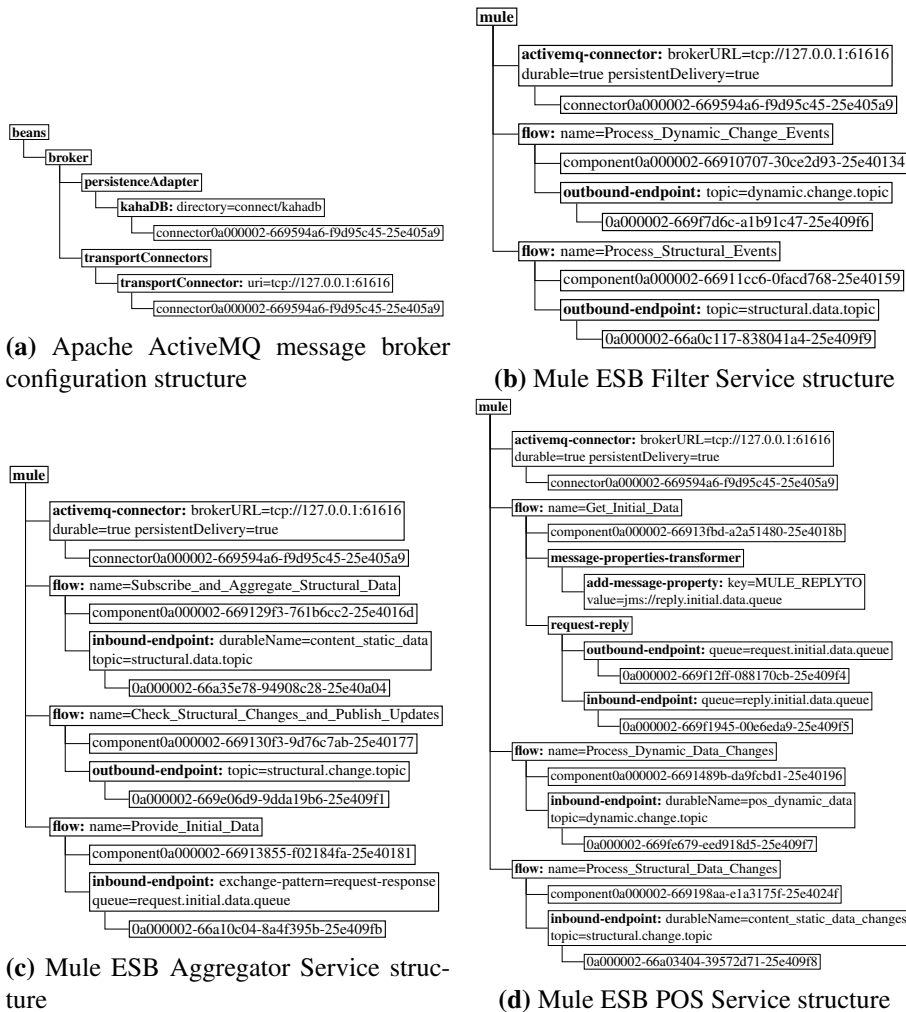 beans
broker
persistenceAdapter
kahaDB: directory=connect/kahadb
connector0a000002-669594a6-f9d95c45-25e405a9
transportConnectors
transportConnector: uri=tcp://127.0.0.1:61616
connector0a000002-669594a6-f9d95c45-25e405a9
(a) Apache ActiveMQ message broker
configuration structure
mule
activemq-connector: brokerURL=tcp://127.0.0.1:61616
durable=true persistentDelivery=true
connector0a000002-669594a6-f9d95c45-25e405a9
flow: name=Process_Dynamic_Change_Events
component0a000002-66910707-30ce2d93-25e40134
outbound-endpoint: topic=dynamic.change.topic
0a000002-669f7d6c-a1b91c47-25e409f6
flow: name=Process_Structural_Events
component0a000002-66911cc6-0facd768-25e40159
outbound-endpoint: topic=structural.data.topic
0a000002-66a0c117-838041a4-25e409f9
(b) Mule ESB Filter Service structure
mule
activemq-connector: brokerURL=tcp://127.0.0.1:61616
durable=true persistentDelivery=true
connector0a000002-669594a6-f9d95c45-25e405a9
flow: name=Subscribe_and_Aggregate_Structural_Data
component0a000002-669129f3-761b6cc2-25e4016d
inbound-endpoint: durableName=content_static_data
topic=structural.data.topic
0a000002-66a35e78-94908c28-25e40a04
flow: name=Check_Structural_Changes_and_Publish_Updates
component0a000002-669130f3-9d76c7ab-25e40177
outbound-endpoint: topic=structural.change.topic
0a000002-669e06d9-9dda19b6-25e409f1
flow: name=Provide_Initial_Data
component0a000002-66913855-f02184fa-25e40181
inbound-endpoint: exchange-pattern=request-response
queue=request.initial.data.queue
0a000002-66a10c04-8a4f395b-25e409fb
(c) Mule ESB Aggregator Service struc-
ture
mule
activemq-connector: brokerURL=tcp://127.0.0.1:61616
durable=true persistentDelivery=true
connector0a000002-669594a6-f9d95c45-25e405a9
flow: name=Get_Initial_Data
component0a000002-66913fbd-a2a51480-25e4018b
message-properties-transformer
add-message-property: key=MULE_REPLYTO
value=jms://reply.initial.data.queue
request-reply
outbound-endpoint: queue=request.initial.data.queue
0a000002-669f12ff-088170cb-25e409f4
inbound-endpoint: queue=reply.initial.data.queue
0a000002-669f1945-00e6eda9-25e409f5
flow: name=Process_Dynamic_Data_Changes
component0a000002-6691489b-da9fcbd1-25e40196
inbound-endpoint: durableName=pos_dynamic_data
topic=dynamic.change.topic
0a000002-669fe679-eed918d5-25e409f7
flow: name=Process_Structural_Data_Changes
component0a000002-669198aa-e1a3175f-25e4024f
inbound-endpoint: durableName=content_static_data_changes
topic=structural.change.topic
0a000002-66a03404-39572d71-25e409f8
(d) Mule ESB POS Service structure